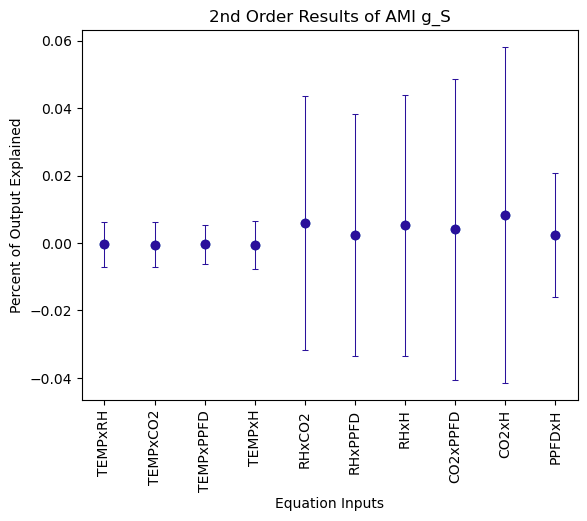 2nd Order Results of AMI g_S
Percent of Output Explained
0.06
0.04
0.02
0.00
−0.02
−0.04
TEMPxRH
TEMPxCO2
TEMPxPPFD
TEMPxH
RHxCO2
RHxPPFD
RHxH
CO2xPPFD
CO2xH
PPFDxH
Equation Inputs